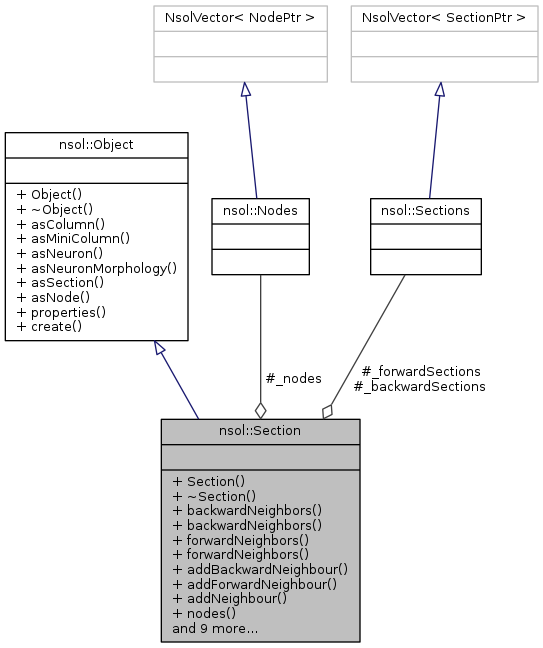 NsolVector< NodePtr >
NsolVector< SectionPtr >
nsol::Object
+ Object()
+ ~Object()
+ asColumn()
+ asMiniColumn()
+ asNeuron()
+ asNeuronMorphology()
+ asSection()
+ asNode()
+ properties()
+ create()
nsol::Nodes
nsol::Sections
#_nodes
#_forwardSections
#_backwardSections
nsol::Section
+ Section()
+ ~Section()
+ backwardNeighbors()
+ backwardNeighbors()
+ forwardNeighbors()
+ forwardNeighbors()
+ addBackwardNeighbour()
+ addForwardNeighbour()
+ addNeighbour()
+ nodes()
and 9 more...